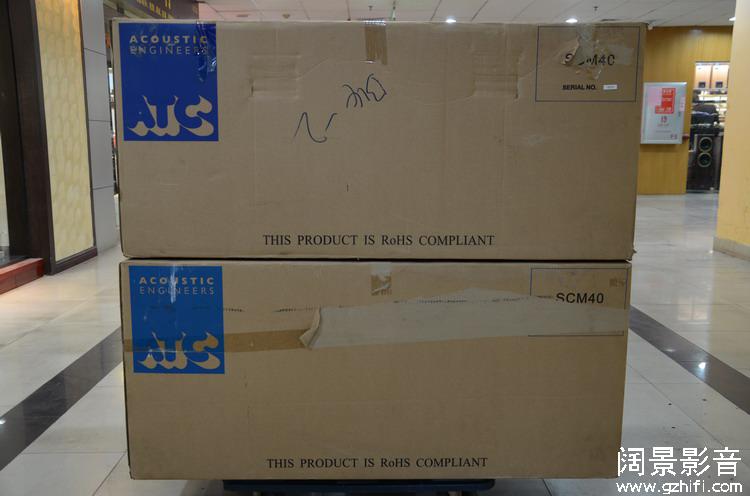 ACOUSTIC
ENGINEERS
ATC
SCM40
SERIAL NO.
THIS PRODUCT IS RoHS COMPLIANT
ACOUSTIC
ENGINEERS
ATC
SCM40
THIS PRODUCT IS RoHS COMPLIANT
阔景影音
www.gzhifi.com